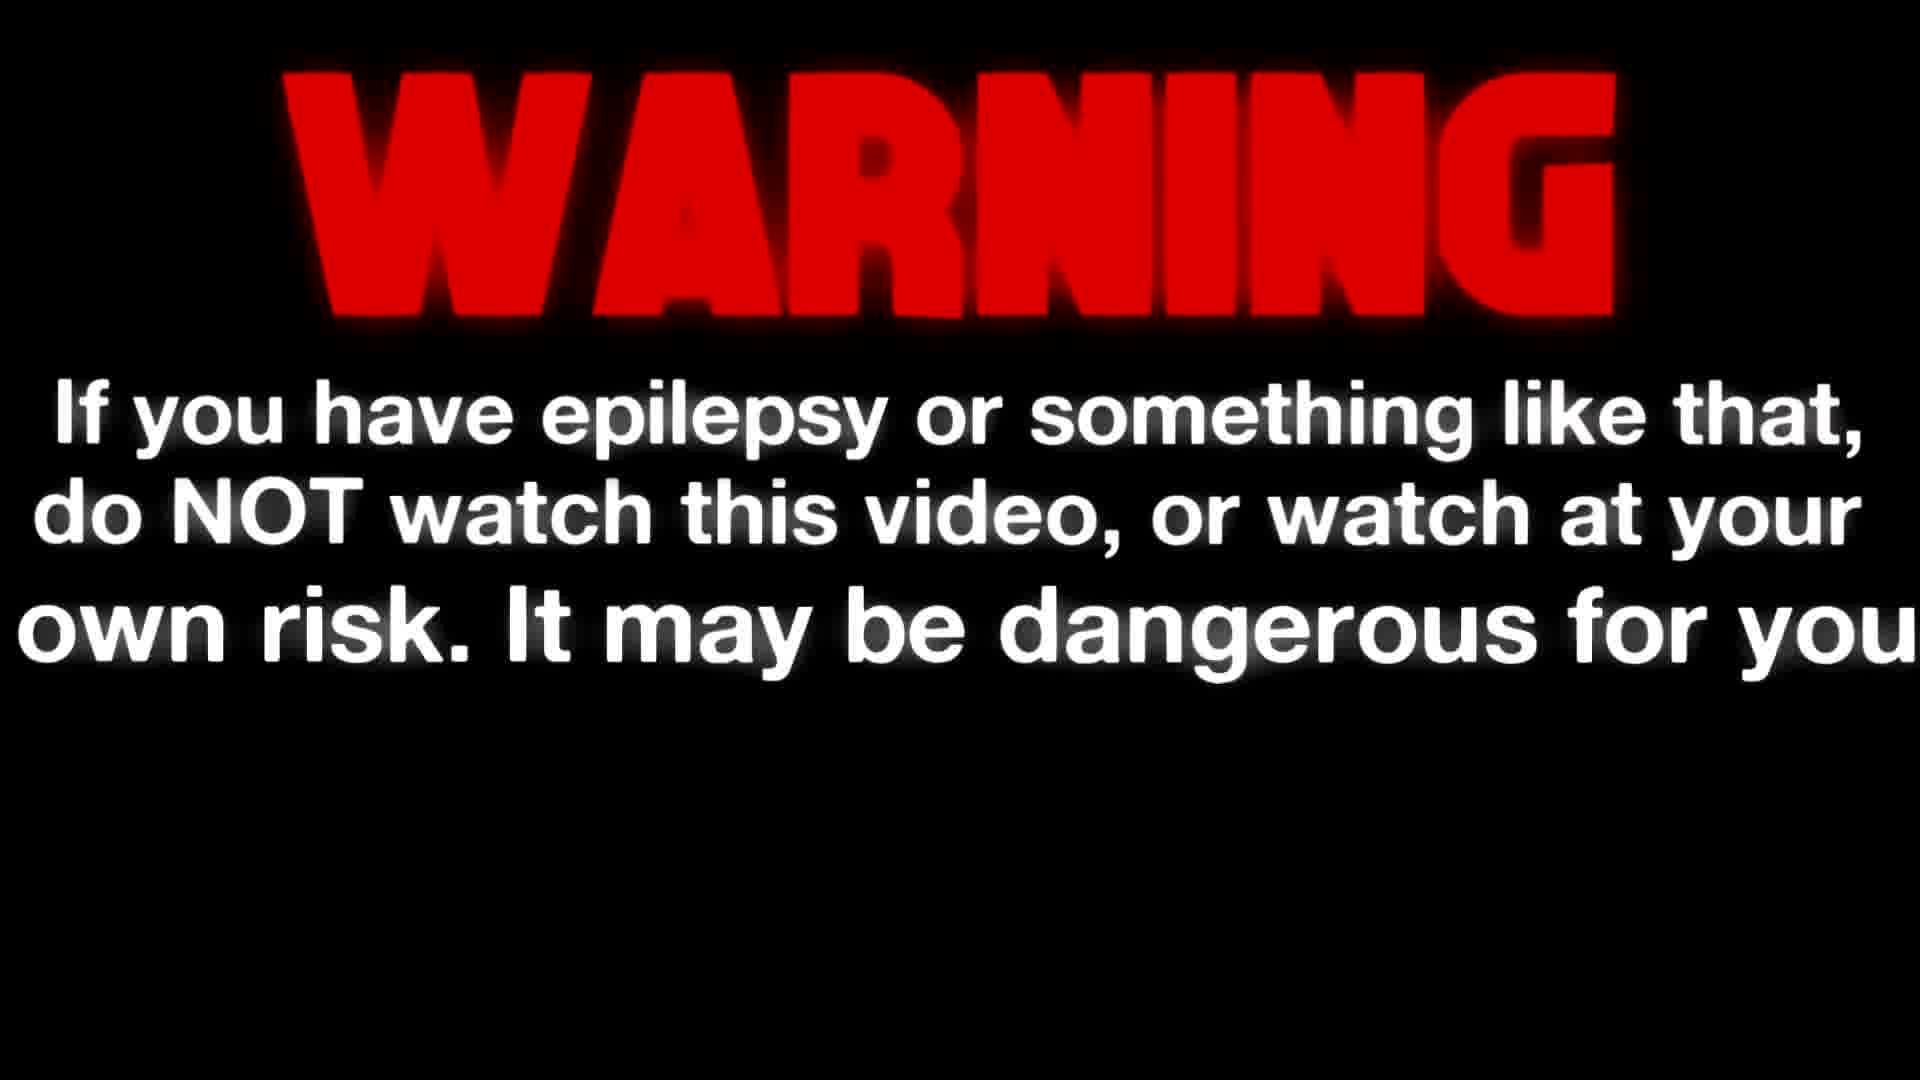 WARNING
If you have epilepsy or something like that,
do NOT watch this video, or watch at your
own risk. It may be dangerous for you